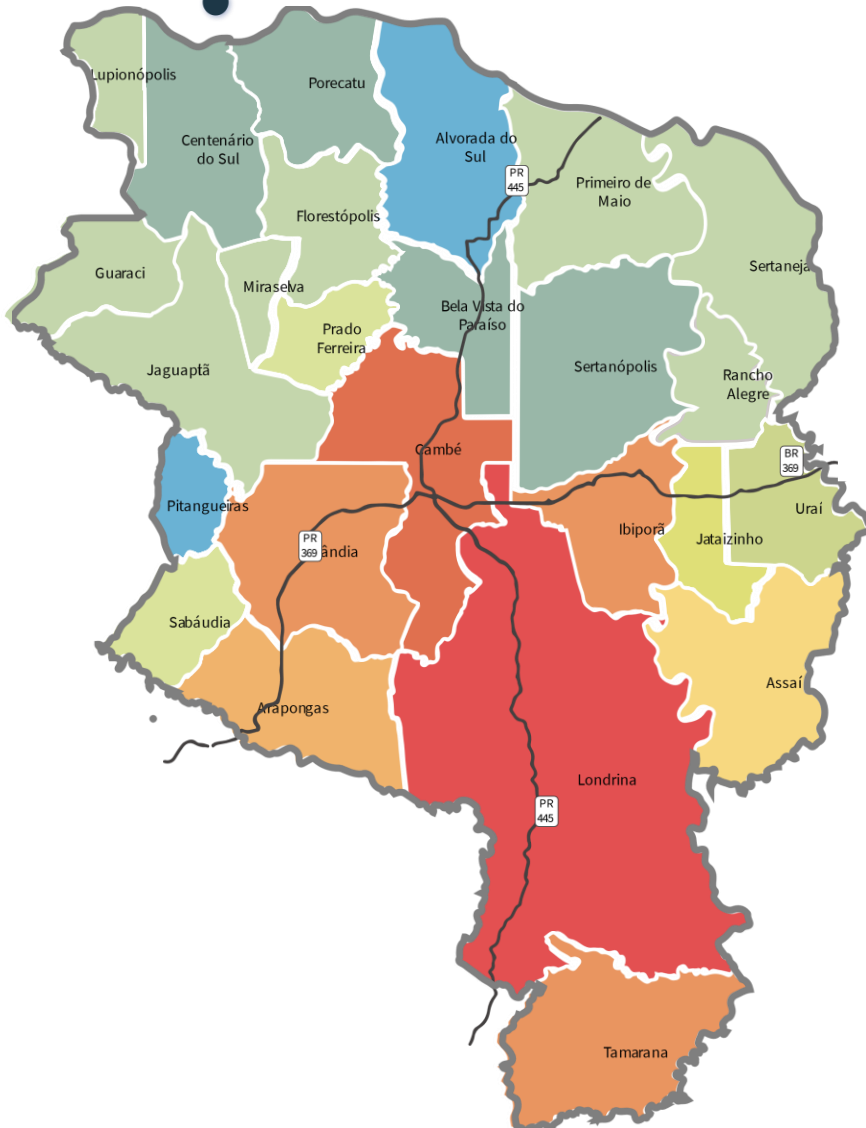 Lupionópolis
Porecatu
Centenário
do Sul
Alvorada do
Sul
PR
445
Primeiro de
Maio
Florestópolis
Guaraci
Miraselva
Sertaneja
Bela Vista do
Paraíso
Prado
Ferreira
Jaguaptã
Sertanópolis
Rancho
Alegre
Cambé
BR
369
Pitangueiras
Uraí
Ibiporã
Jataizinho
PR
369
ândia
Sabáudia
Assaí
Arapongas
Londrina
PR
445
Tamarana